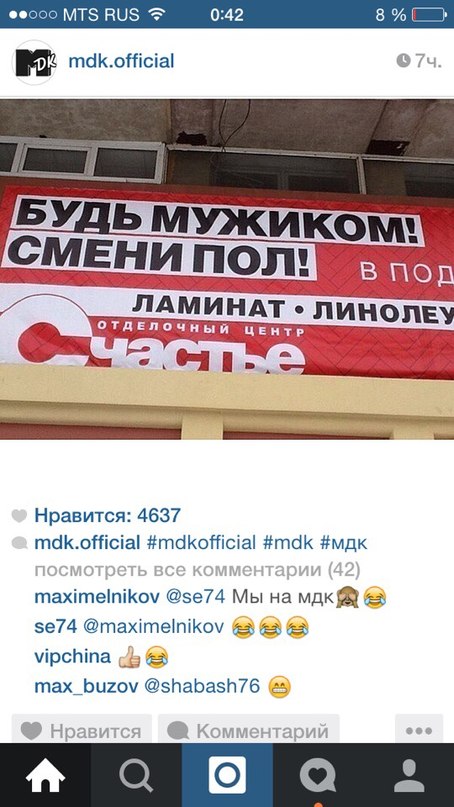 MTS RUS 0:42 8 %
MDK mdk.official 7ч.
БУДЬ МУЖИКОМ!
СМЕНИ ПОЛ!
В ПОД
ЛАМИНАТ • ЛИНОЛЕУ
ОТДЕЛОЧНЫЙ ЦЕНТР
Счастье
Нравится: 4637
mdk.official #mdkofficial #mdk #мдк
посмотреть все комментарии (42)
maximelnikov @se74 Мы на мдк🙈😂
se74 @maximelnikov 😂😂😂
vipchina 👍😂
max_buzov @shabash76 😁
Нравится Комментарий •••